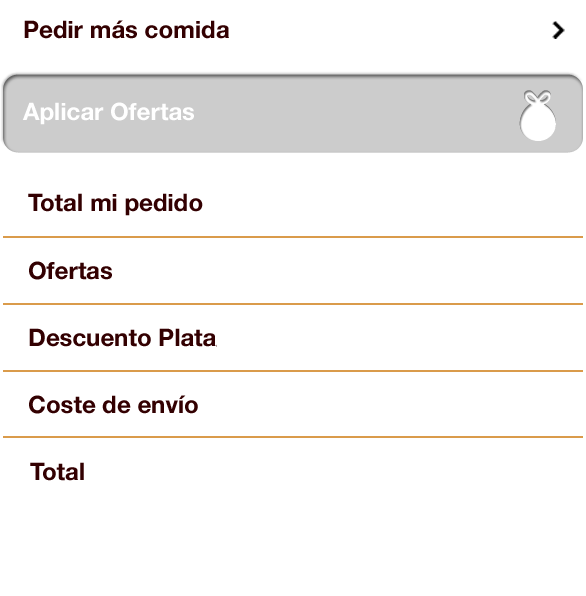 Pedir más comida
Aplicar Ofertas
Total mi pedido
Ofertas
Descuento Plata
Coste de envío
Total